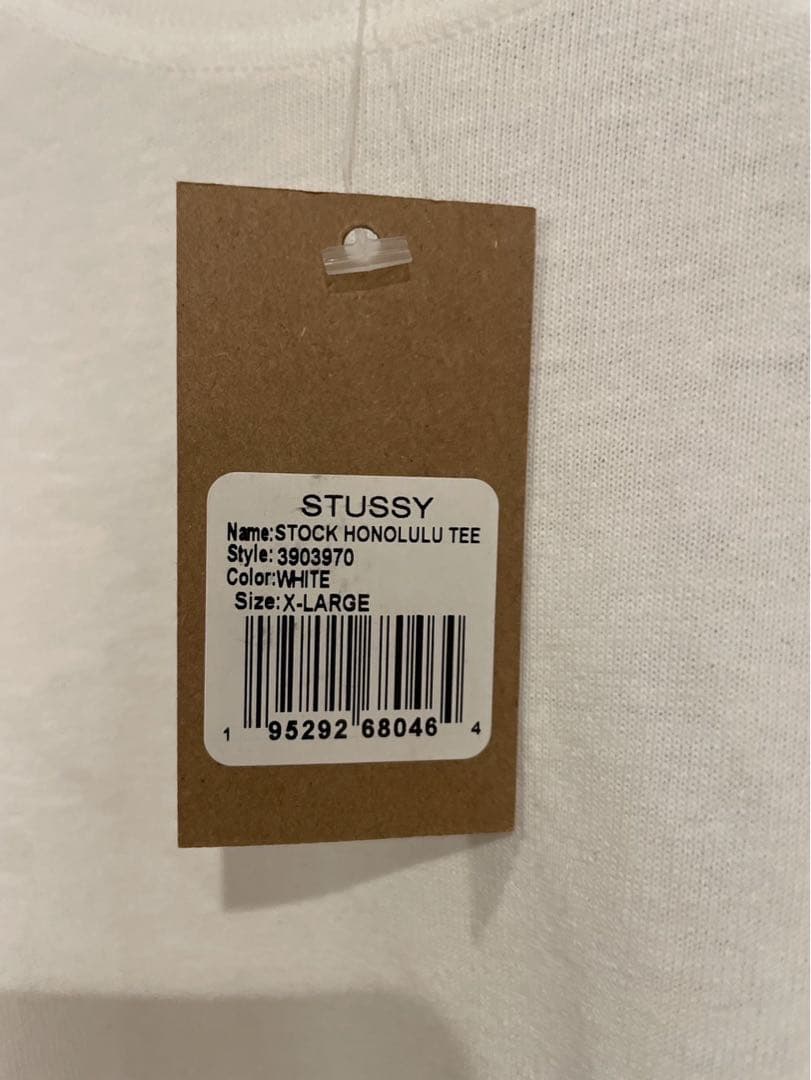 STUSSY
Name:STOCK HONOLULU TEE
Style: 3903970
Color:WHITE
Size:X-LARGE
1 95292 68046 4